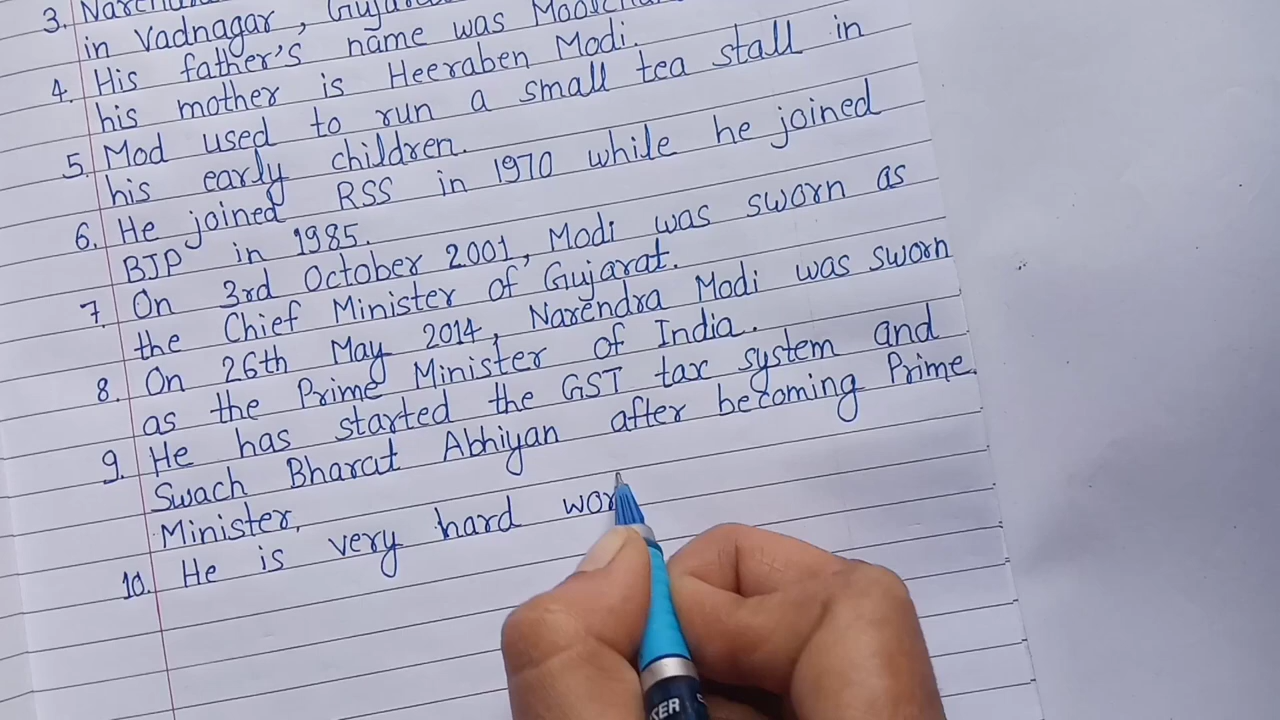 3. Narend
in Vadnagar, Gujara
4. His father's name was Moolchan
his mother is Heeraben Modi.
5. Mod used to run a small tea stall in
his early children.
6. He joined RSS in 1970 while he joined
BJP in 1985.
7. On 3rd October 2001, Modi was sworn as
the Chief Minister of Gujarat.
8. On 26th May 2014, Narendra Modi was sworn
as the Prime Minister of India.
9. He has started the GST tax system and
Swach Bharat Abhiyan after becoming Prime
Minister.
10. He is very hard wor